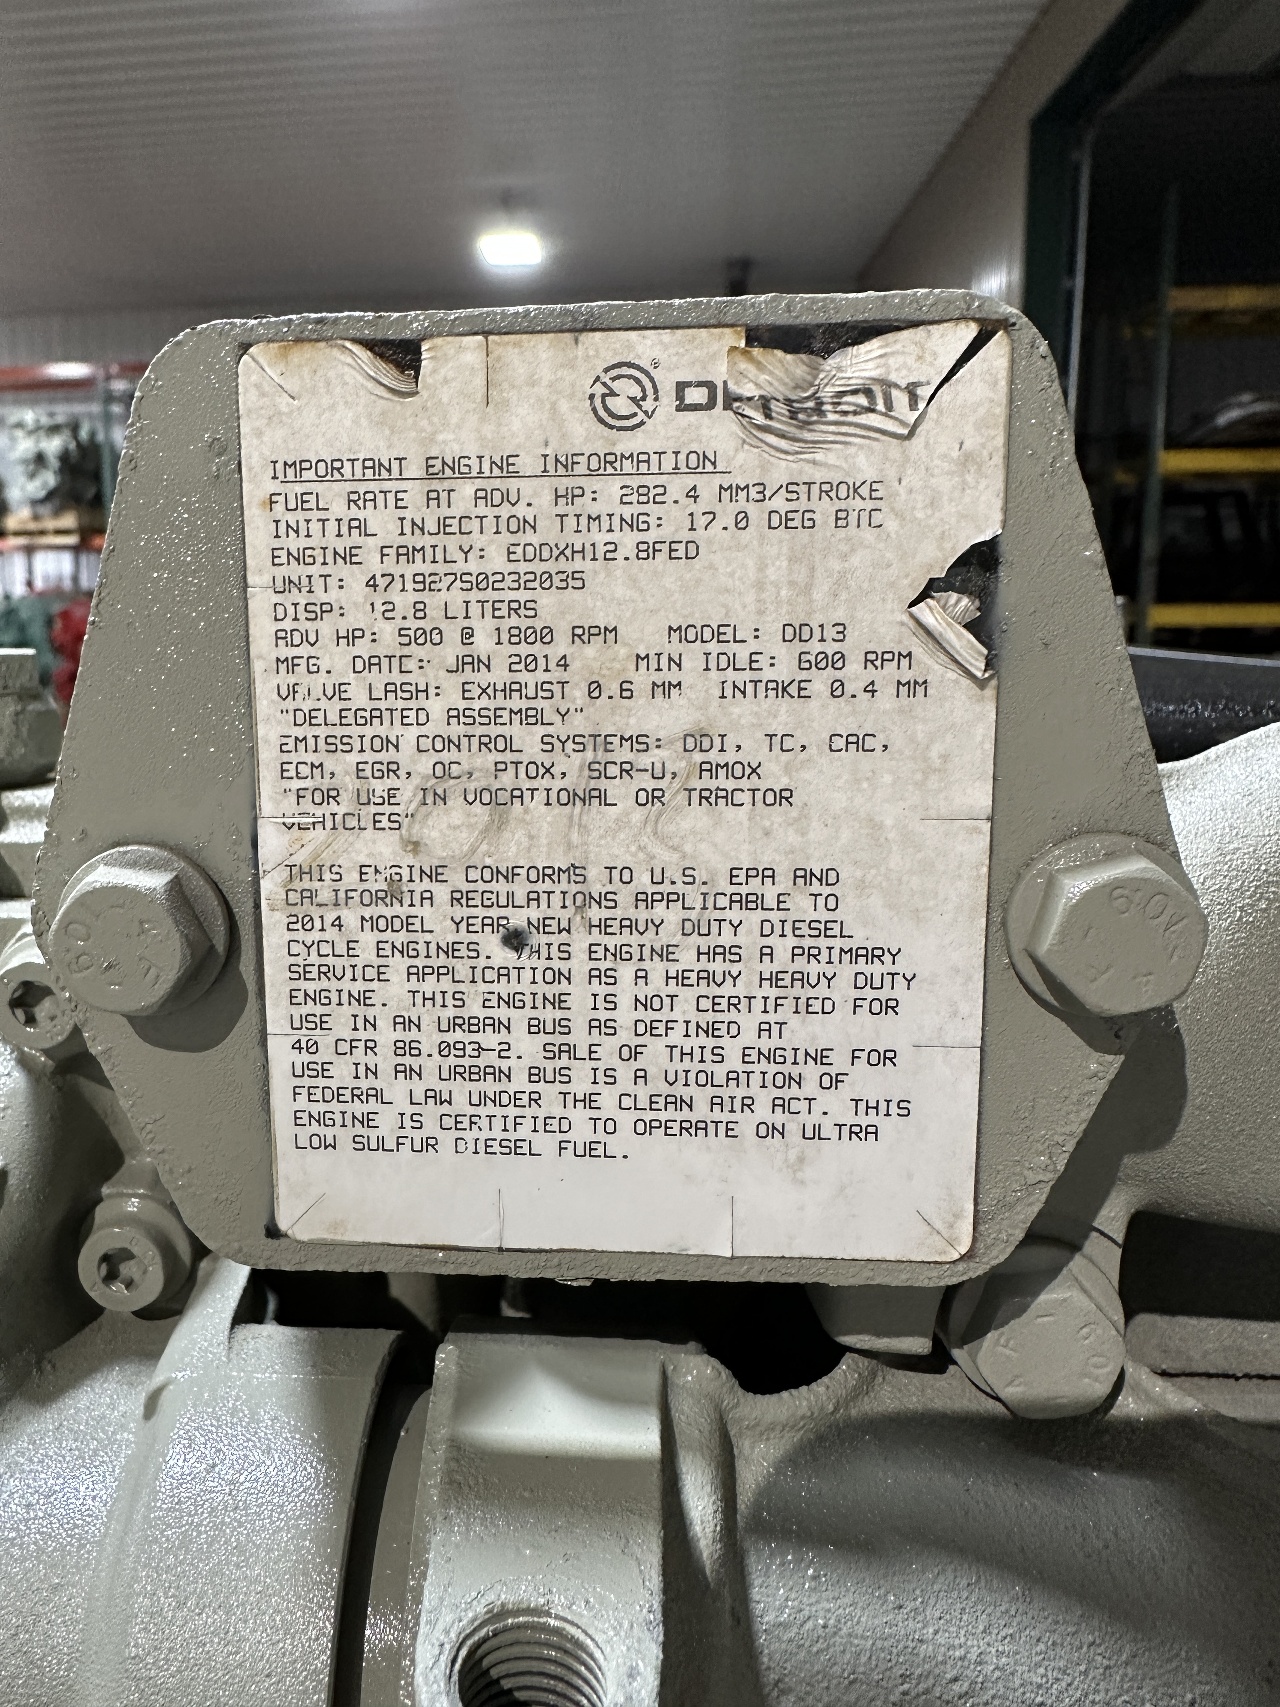 DETROIT
IMPORTANT ENGINE INFORMATION
FUEL RATE AT ADV. HP: 282.4 MM3/STROKE
INITIAL INJECTION TIMING: 17.0 DEG BTC
ENGINE FAMILY: EDDXH12.8FED
UNIT: 471927S0232035
DISP: 12.8 LITERS
ADV HP: 500 @ 1800 RPM MODEL: DD13
MFG. DATE: JAN 2014 MIN IDLE: 600 RPM
VALVE LASH: EXHAUST 0.6 MM INTAKE 0.4 MM
"DELEGATED ASSEMBLY"
EMISSION CONTROL SYSTEMS: DDI, TC, CAC,
ECM, EGR, OC, PTOX, SCR-U, AMOX
"FOR USE IN VOCATIONAL OR TRACTOR
VEHICLES"
THIS ENGINE CONFORMS TO U.S. EPA AND
CALIFORNIA REGULATIONS APPLICABLE TO
2014 MODEL YEAR NEW HEAVY DUTY DIESEL
CYCLE ENGINES. THIS ENGINE HAS A PRIMARY
SERVICE APPLICATION AS A HEAVY HEAVY DUTY
ENGINE. THIS ENGINE IS NOT CERTIFIED FOR
USE IN AN URBAN BUS AS DEFINED AT
40 CFR 86.093-2. SALE OF THIS ENGINE FOR
USE IN AN URBAN BUS IS A VIOLATION OF
FEDERAL LAW UNDER THE CLEAN AIR ACT. THIS
ENGINE IS CERTIFIED TO OPERATE ON ULTRA
LOW SULFUR DIESEL FUEL.